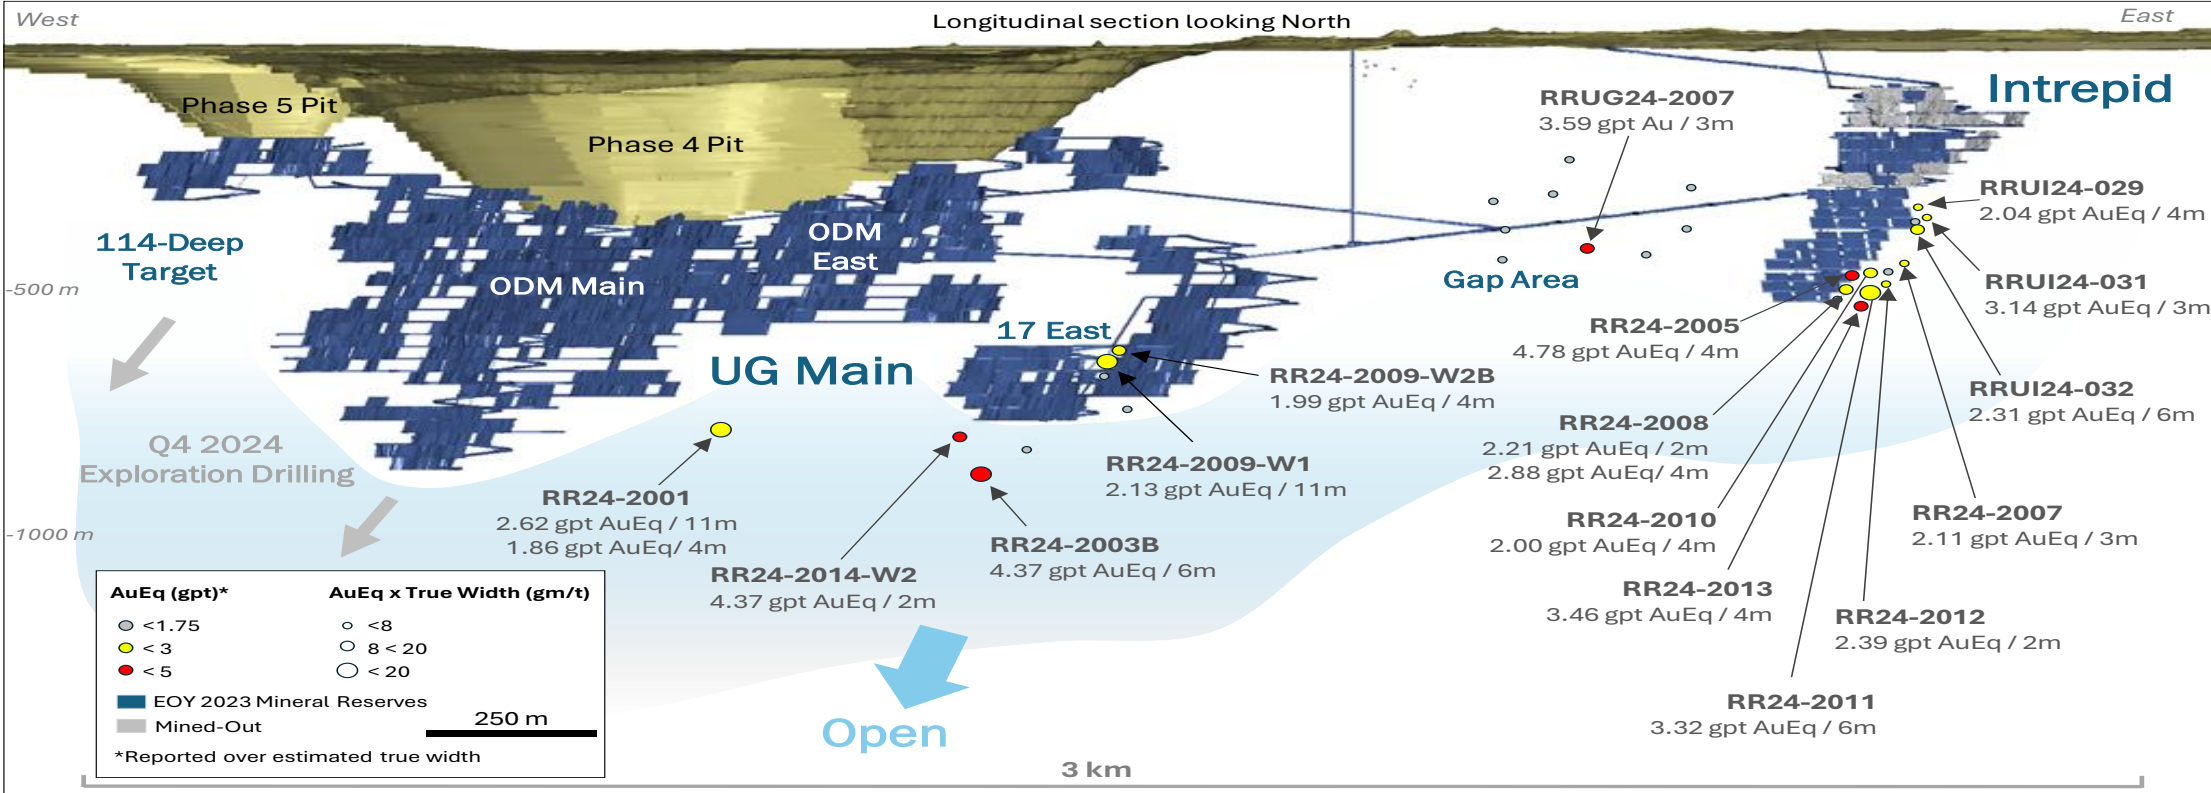 West
Longitudinal section looking North
East
Phase 5 Pit
Phase 4 Pit
Intrepid
RRUG24-2007
3.59 gpt Au / 3m
RRUI24-029
2.04 gpt AuEq / 4m
114-Deep
Target
ODM
East
ODM Main
-500 m
Gap Area
RRUI24-031
3.14 gpt AuEq / 3m
17 East
RR24-2005
4.78 gpt AuEq / 4m
UG Main
RR24-2009-W2B
1.99 gpt AuEq / 4m
RRUI24-032
2.31 gpt AuEq / 6m
Q4 2024
Exploration Drilling
RR24-2008
2.21 gpt AuEq / 2m
2.88 gpt AuEq/ 4m
RR24-2009-W1
2.13 gpt AuEq / 11m
RR24-2001
2.62 gpt AuEq / 11m
1.86 gpt AuEq/ 4m
RR24-2010
2.00 gpt AuEq / 4m
RR24-2007
2.11 gpt AuEq / 3m
-1000 m
RR24-2003B
4.37 gpt AuEq / 6m
RR24-2014-W2
4.37 gpt AuEq / 2m
RR24-2013
3.46 gpt AuEq / 4m
RR24-2012
2.39 gpt AuEq / 2m
RR24-2011
3.32 gpt AuEq / 6m
Open
AuEq (gpt)*
AuEq x True Width (gm/t)
<1.75
<8
< 3
8 < 20
< 5
< 20
EOY 2023 Mineral Reserves
Mined-Out
250 m
*Reported over estimated true width
3 km